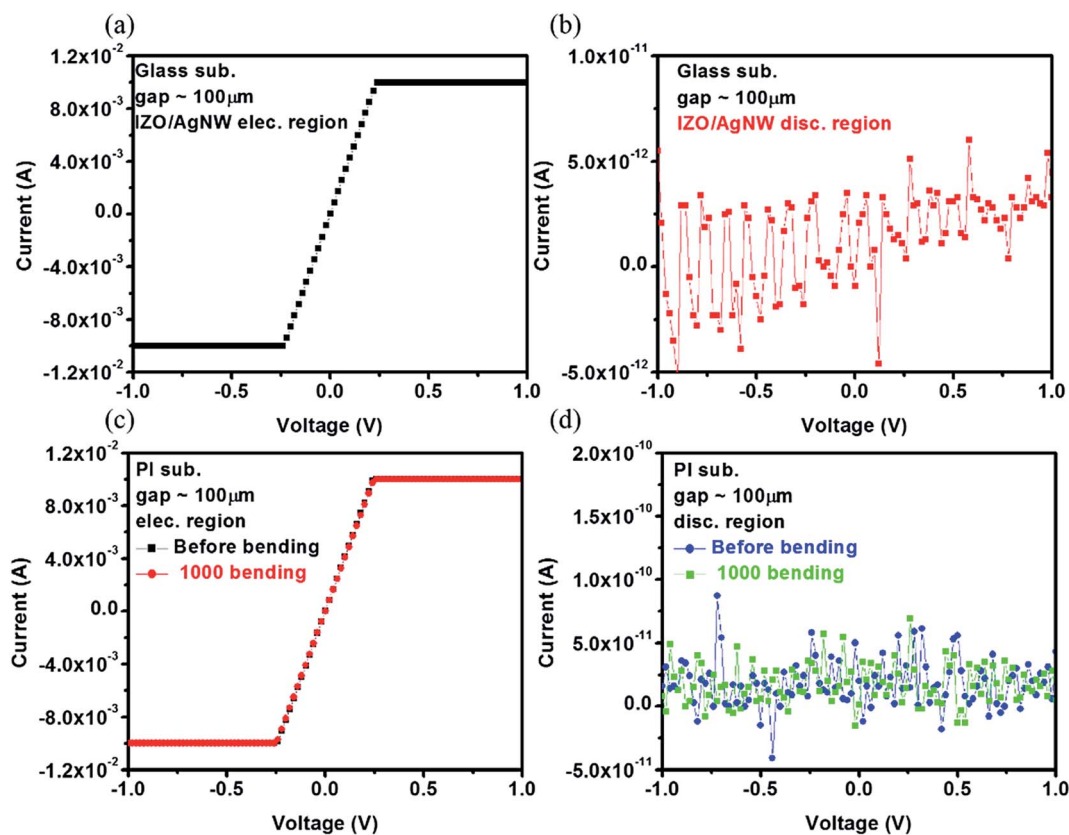 (a)
1.2x10⁻²
8.0x10⁻³
4.0x10⁻³
0.0
-4.0x10⁻³
-8.0x10⁻³
-1.2x10⁻²
Current (A)
Glass sub.
gap ~ 100μm
IZO/AgNW elec. region
-1.0
-0.5
0.0
0.5
1.0
Voltage (V)
(b)
1.0x10⁻¹¹
5.0x10⁻¹²
0.0
-5.0x10⁻¹²
Current (A)
Glass sub.
gap ~ 100μm
IZO/AgNW disc. region
-1.0
-0.5
0.0
0.5
1.0
Voltage (V)
(c)
1.2x10⁻²
8.0x10⁻³
4.0x10⁻³
0.0
-4.0x10⁻³
-8.0x10⁻³
-1.2x10⁻²
Current (A)
PI sub.
gap ~ 100μm
elec. region
Before bending
1000 bending
-1.0
-0.5
0.0
0.5
1.0
Voltage (V)
(d)
2.0x10⁻¹⁰
1.5x10⁻¹⁰
1.0x10⁻¹⁰
5.0x10⁻¹¹
0.0
-5.0x10⁻¹¹
Current (A)
PI sub.
gap ~ 100μm
disc. region
Before bending
1000 bending
-1.0
-0.5
0.0
0.5
1.0
Voltage (V)